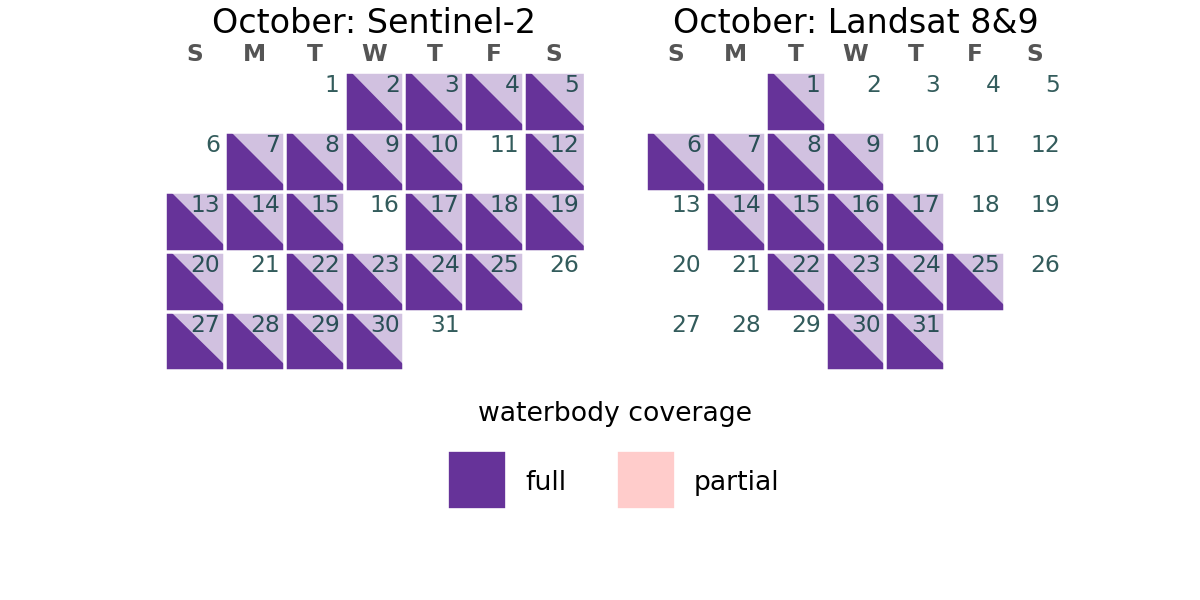 October: Sentinel-2
S M T W T F S
1 2 3 4 5
6 7 8 9 10 11 12
13 14 15 16 17 18 19
20 21 22 23 24 25 26
27 28 29 30 31
October: Landsat 8&9
S M T W T F S
1 2 3 4 5
6 7 8 9 10 11 12
13 14 15 16 17 18 19
20 21 22 23 24 25 26
27 28 29 30 31
waterbody coverage
full partial